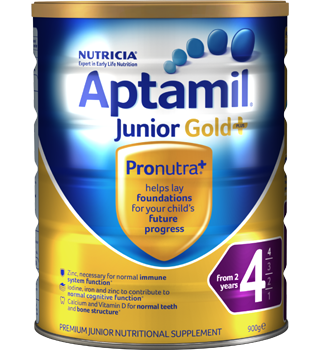 NUTRICIA
Expert in Early Life Nutrition
Aptamil
Junior Gold+
Pronutra+
helps lay
foundations
for your child's
future
progress
Zinc, necessary for normal immune
system function
Iodine, iron and zinc to contribute to
normal cognitive function
Calcium and Vitamin D for normal teeth
and bone structure
from 2
years
4
PREMIUM JUNIOR NUTRITIONAL SUPPLEMENT
900g